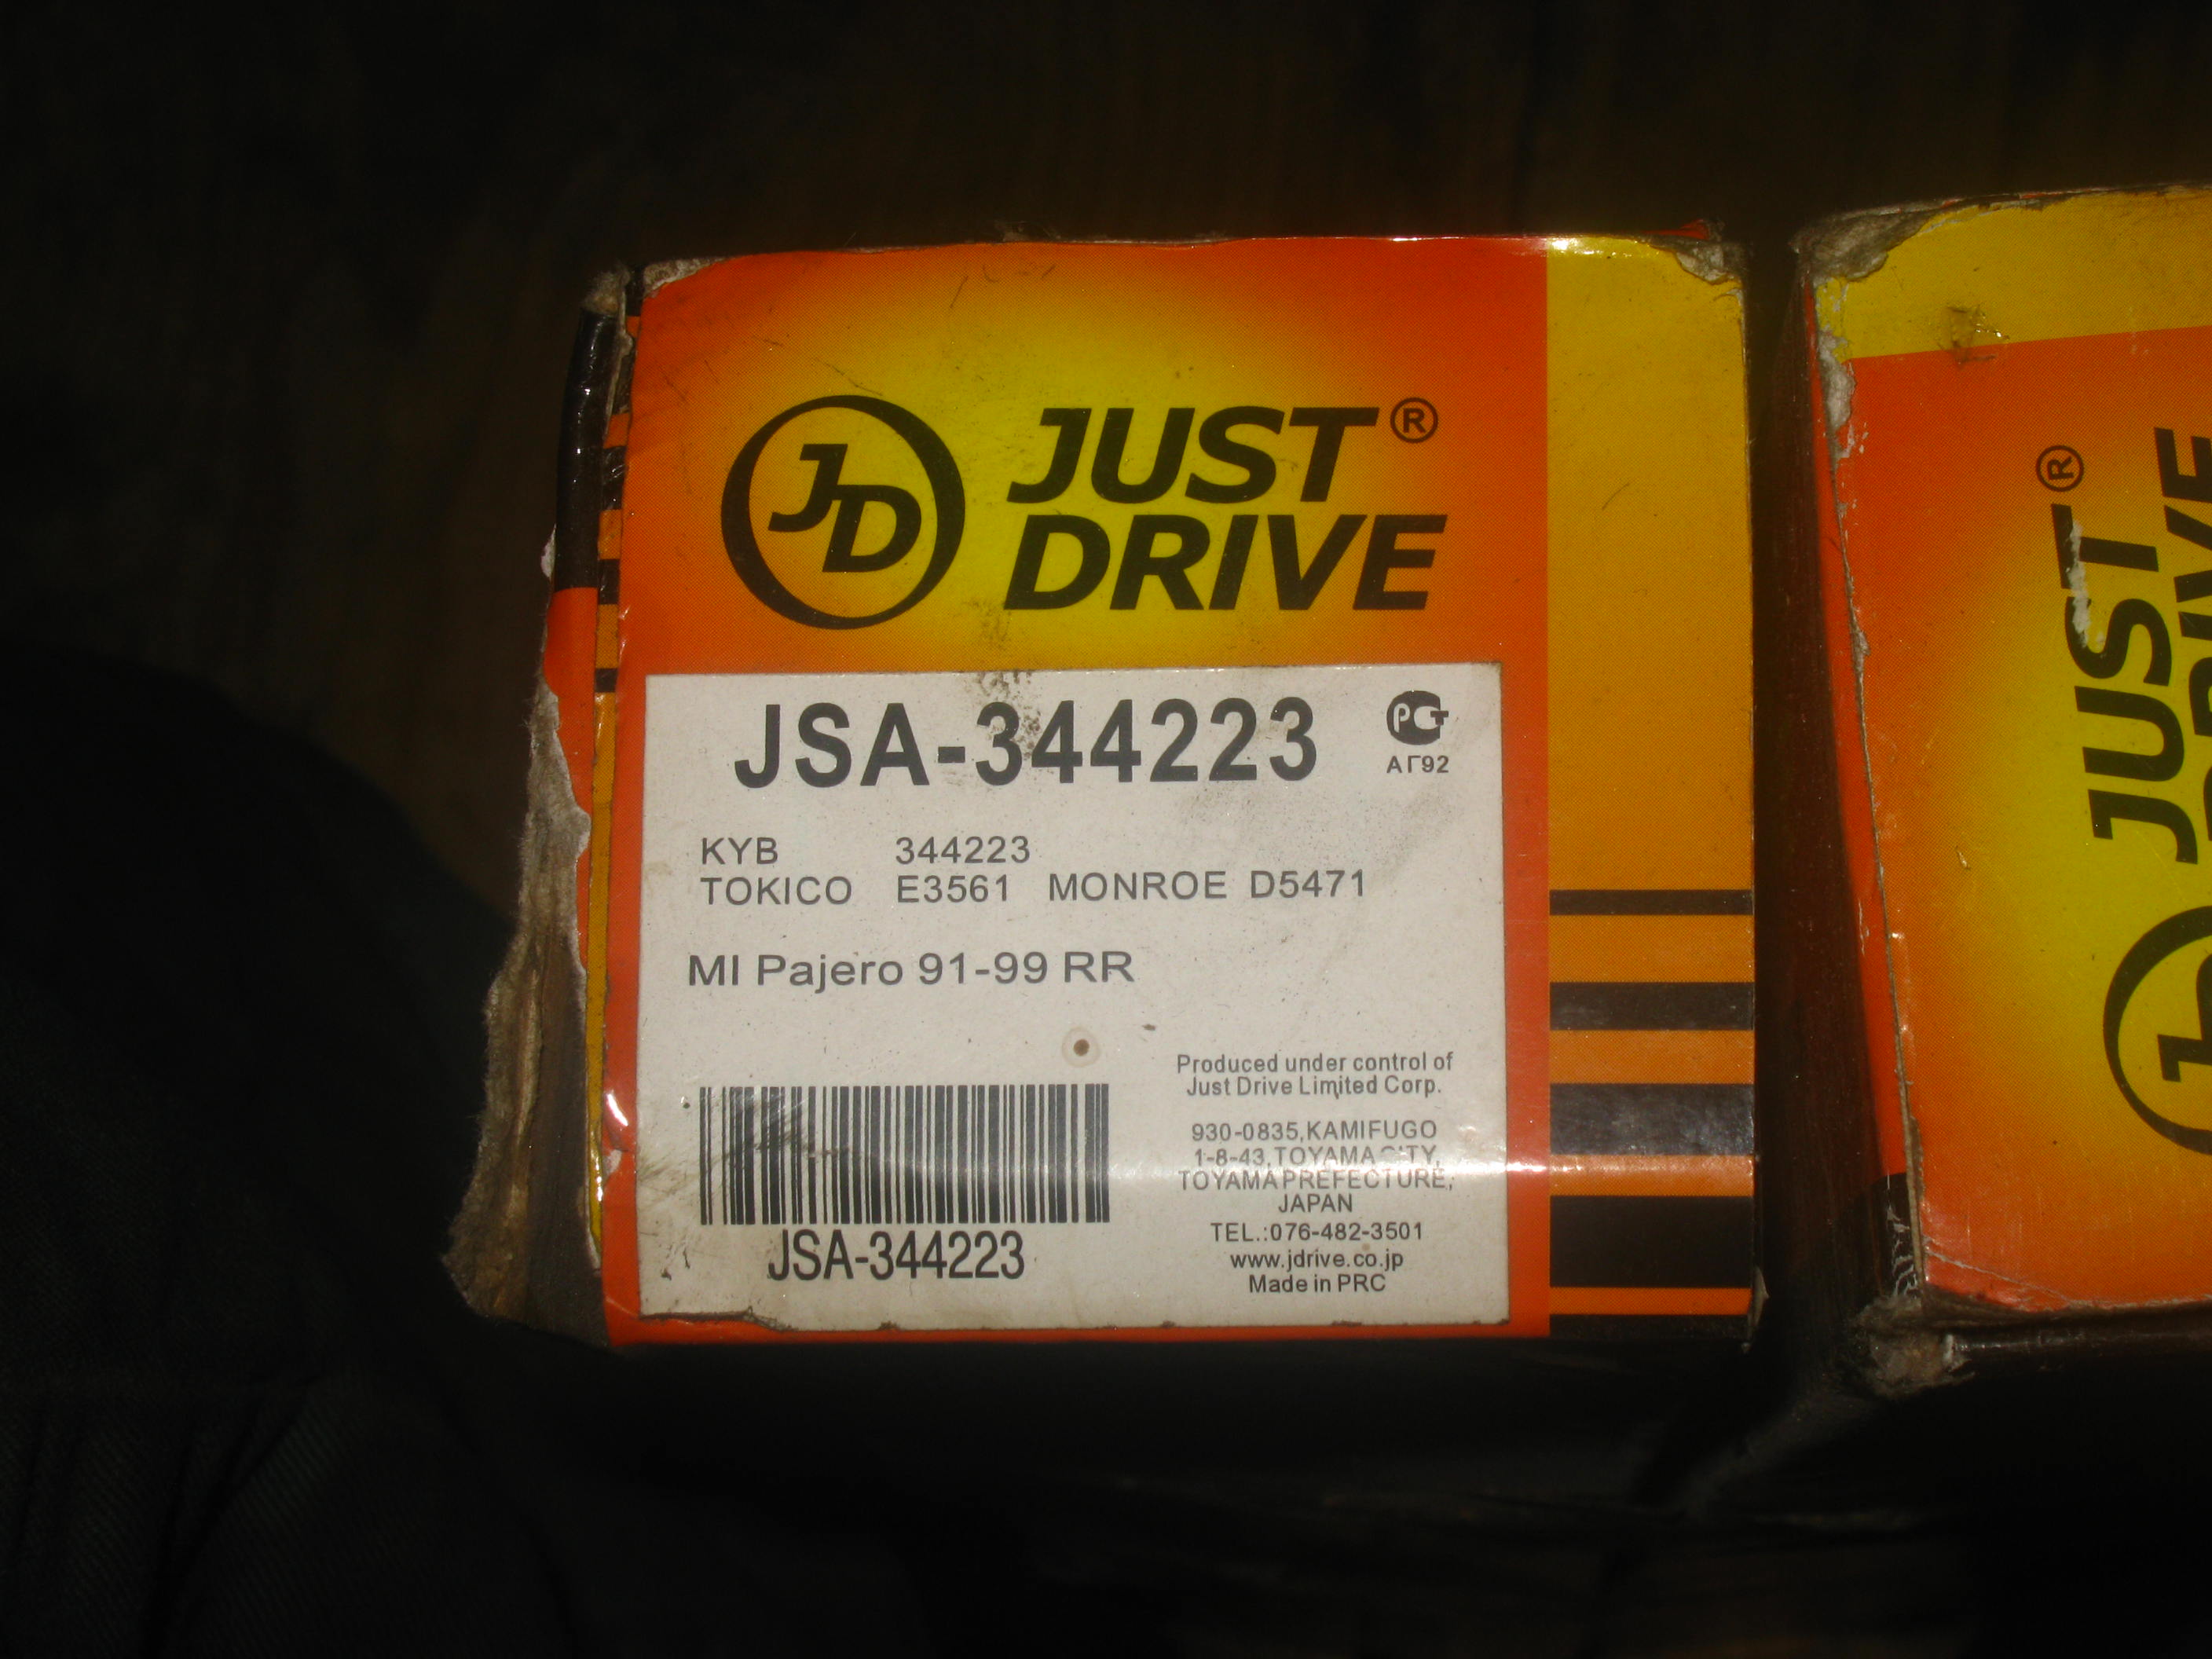 JD JUST ®
DRIVE
JSA-344223
РСТ
АГ92
KYB 344223
TOKICO E3561 MONROE D5471
MI Pajero 91-99 RR
Produced under control of
Just Drive Limited Corp.
930-0835,KAMIFUGO
1-8-43,TOYAMA CITY,
TOYAMA PREFECTURE,
JAPAN
TEL.:076-482-3501
www.jdrive.co.jp
Made in PRC
JSA-344223
JUST ®
DRIVE
JD